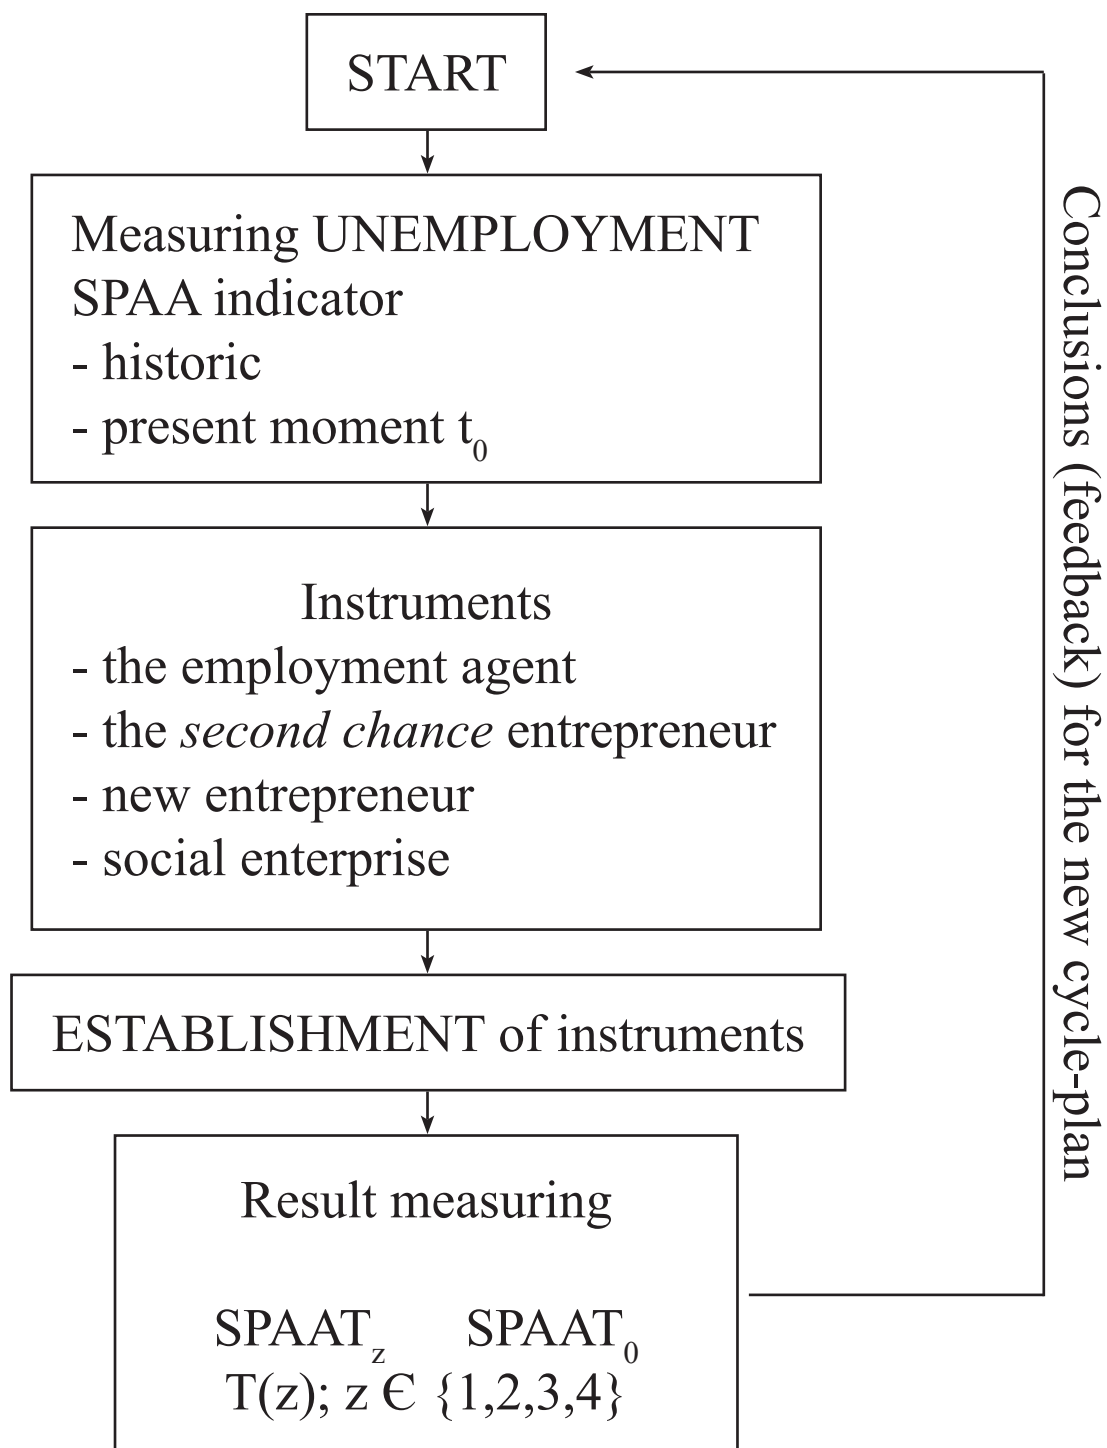 START
Measuring UNEMPLOYMENT
SPAA indicator
- historic
- present moment t₀
Instruments
- the employment agent
- the second chance entrepreneur
- new entrepreneur
- social enterprise
ESTABLISHMENT of instruments
Result measuring
SPAAT_z SPAAT₀
T(z); z Є {1,2,3,4}
Conclusions (feedback) for the new cycle-plan